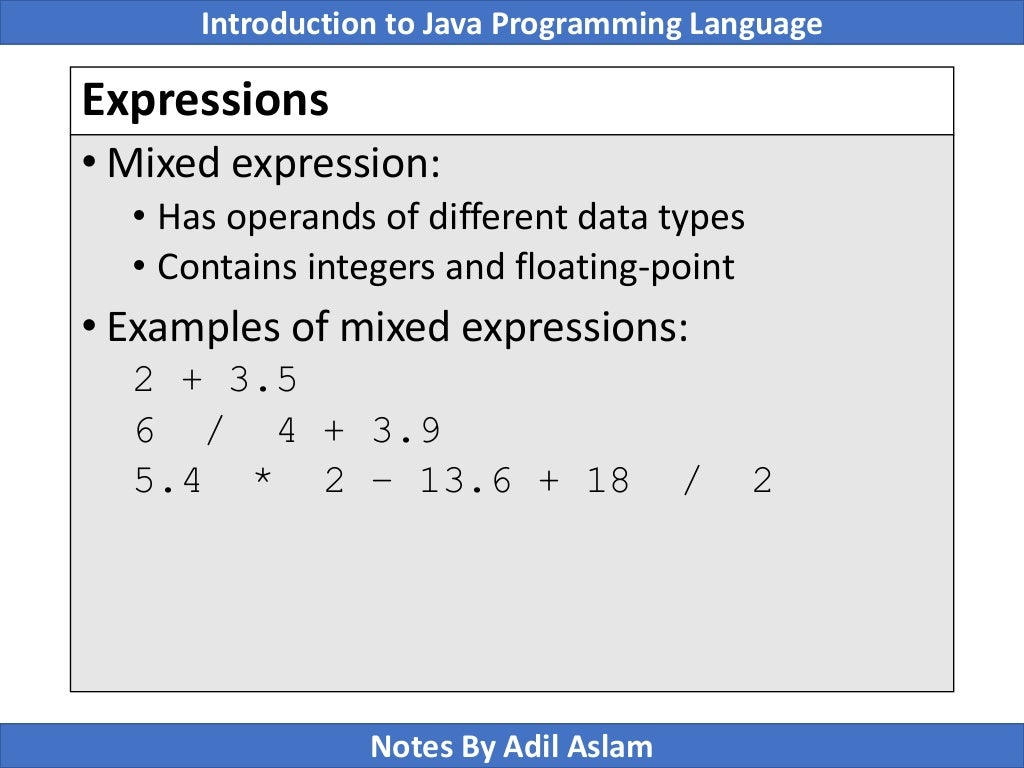 Introduction to Java Programming Language
Expressions
• Mixed expression:
• Has operands of different data types
• Contains integers and floating-point
• Examples of mixed expressions:
2 + 3.5
6 / 4 + 3.9
5.4 * 2 – 13.6 + 18 / 2
Notes By Adil Aslam